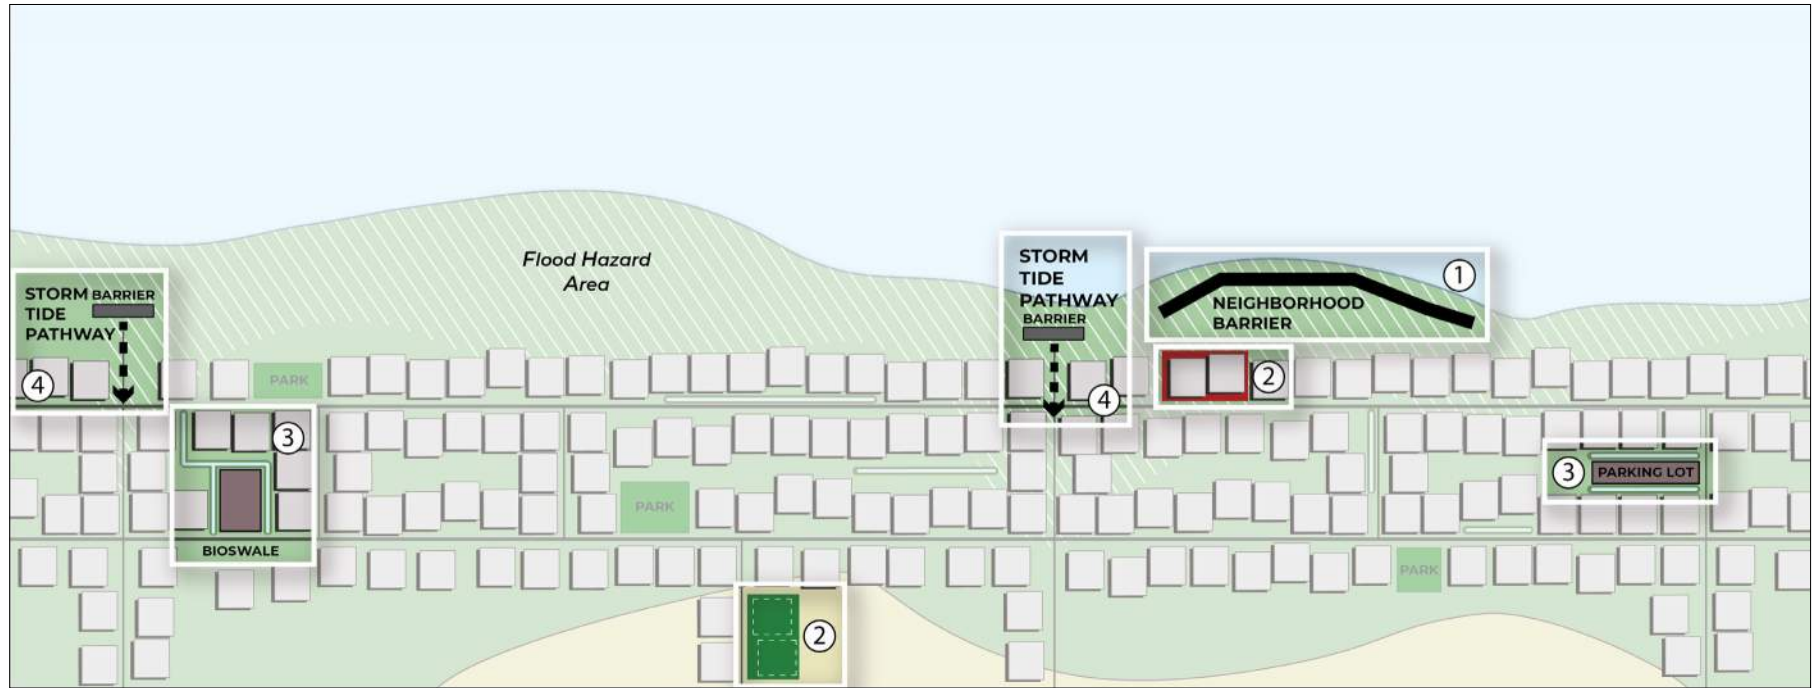 Flood Hazard
Area
STORM
TIDE
PATHWAY
BARRIER
4
STORM
TIDE
PATHWAY
BARRIER
4
1
NEIGHBORHOOD
BARRIER
2
PARK
3
BIOSWALE
PARK
3
PARKING LOT
PARK
2